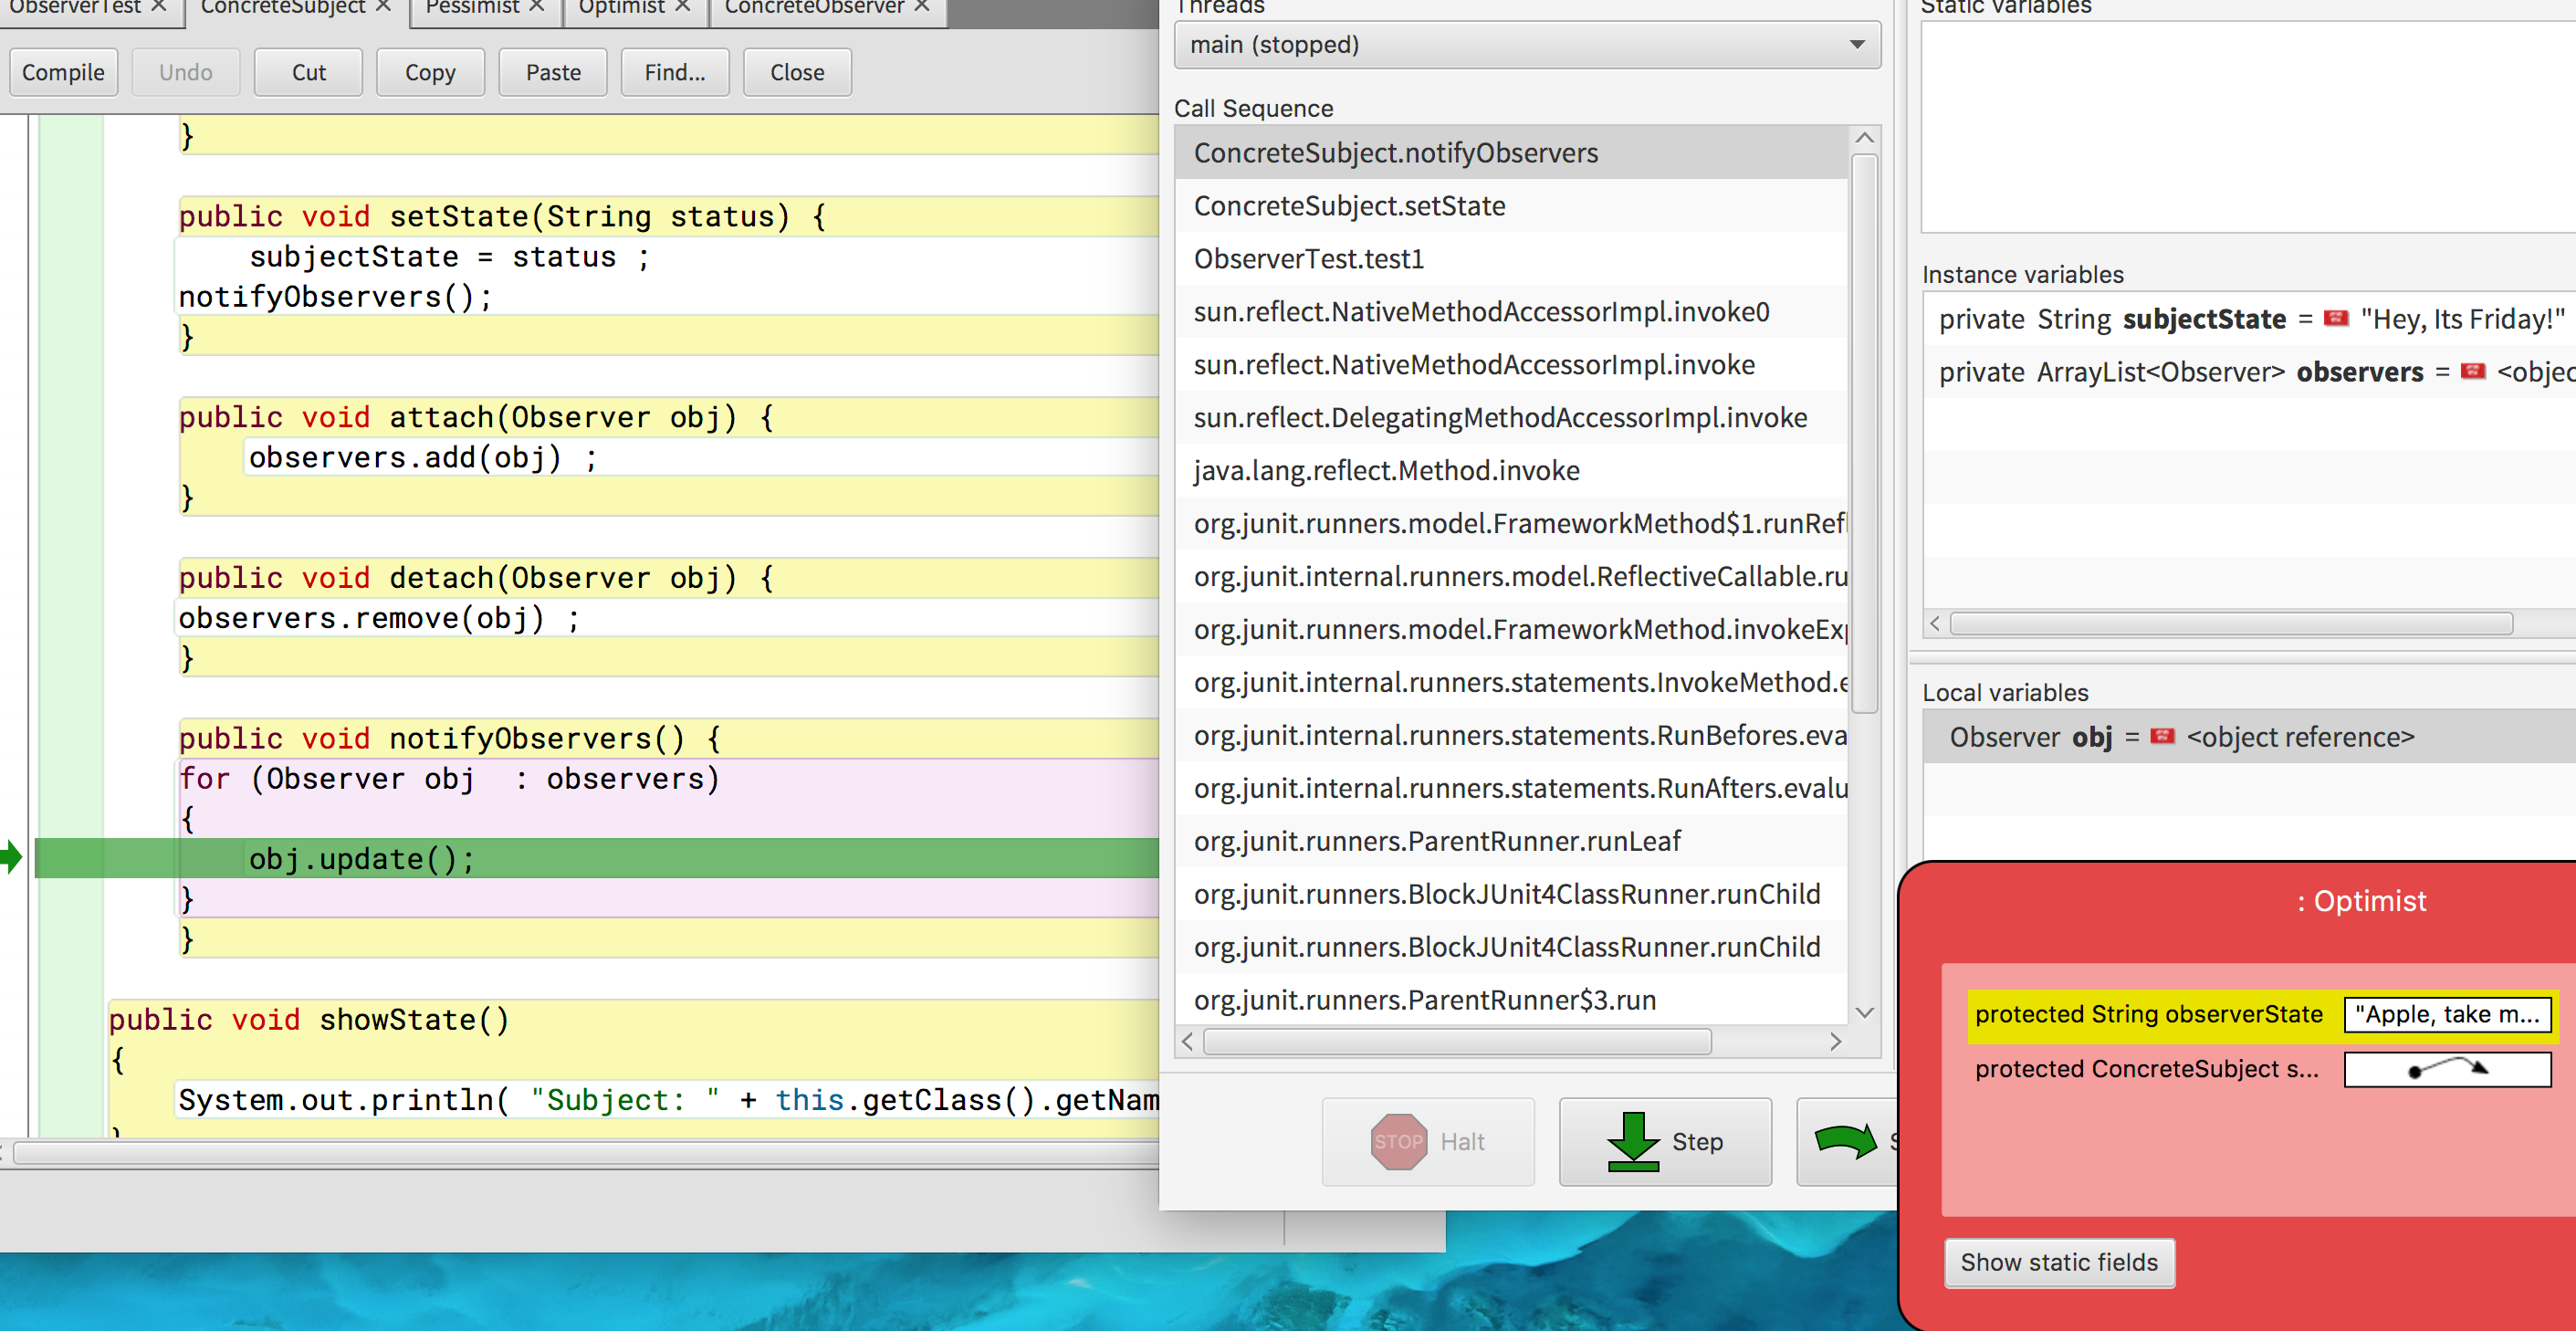 ObserverTest ✕ ConcreteSubject ✕ Pessimist ✕ Optimist ✕ ConcreteObserver ✕
Compile Undo Cut Copy Paste Find... Close
}
public void setState(String status) {
subjectState = status ;
notifyObservers();
}
public void attach(Observer obj) {
observers.add(obj) ;
}
public void detach(Observer obj) {
observers.remove(obj) ;
}
public void notifyObservers() {
for (Observer obj  : observers)
{
obj.update();
}
}
public void showState()
{
System.out.println( "Subject: " + this.getClass().getNam
Threads
main (stopped)
Call Sequence
ConcreteSubject.notifyObservers
ConcreteSubject.setState
ObserverTest.test1
sun.reflect.NativeMethodAccessorImpl.invoke0
sun.reflect.NativeMethodAccessorImpl.invoke
sun.reflect.DelegatingMethodAccessorImpl.invoke
java.lang.reflect.Method.invoke
org.junit.runners.model.FrameworkMethod$1.runRefl
org.junit.internal.runners.model.ReflectiveCallable.ru
org.junit.runners.model.FrameworkMethod.invokeExp
org.junit.internal.runners.statements.InvokeMethod.e
org.junit.internal.runners.statements.RunBefores.eva
org.junit.internal.runners.statements.RunAfters.evalu
org.junit.runners.ParentRunner.runLeaf
org.junit.runners.BlockJUnit4ClassRunner.runChild
org.junit.runners.BlockJUnit4ClassRunner.runChild
org.junit.runners.ParentRunner$3.run
STOP Halt
Step
Static variables
Instance variables
private String subjectState = "Hey, Its Friday!"
private ArrayList<Observer> observers = <objec
Local variables
Observer obj = <object reference>
: Optimist
protected String observerState "Apple, take m...
protected ConcreteSubject s...
Show static fields